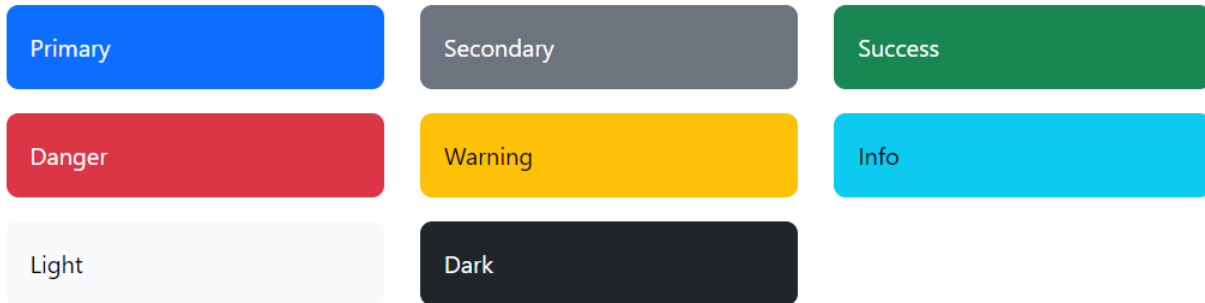 Primary
Secondary
Success
Danger
Warning
Info
Light
Dark